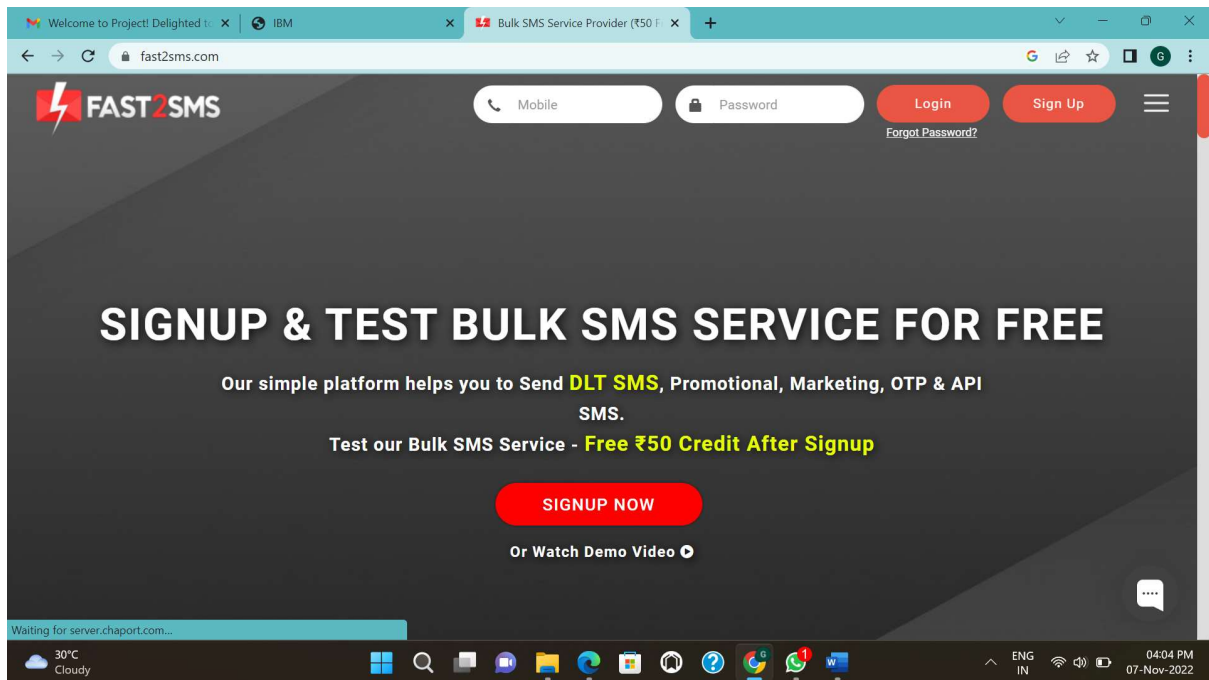 Welcome to Project! Delighted to
IBM
Bulk SMS Service Provider (₹50 F
fast2sms.com
G
FAST2SMS
Mobile
Password
Login
Sign Up
Forgot Password?
SIGNUP & TEST BULK SMS SERVICE FOR FREE
Our simple platform helps you to Send DLT SMS, Promotional, Marketing, OTP & API
SMS.
Test our Bulk SMS Service - Free ₹50 Credit After Signup
SIGNUP NOW
Or Watch Demo Video
Waiting for server.chaport.com...
30°C
Cloudy
1
ENG
IN
04:04 PM
07-Nov-2022